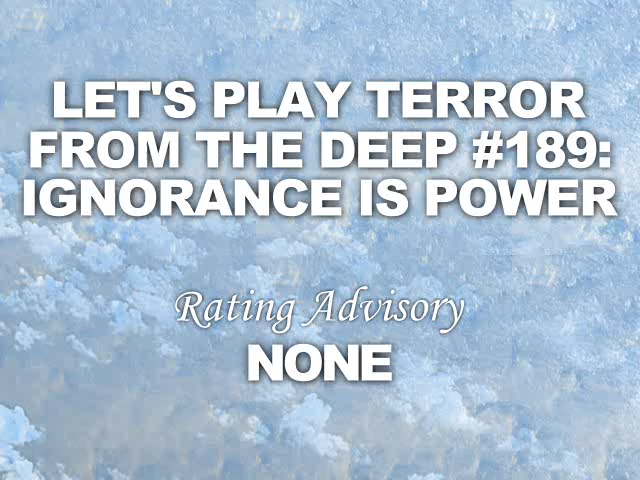 LET'S PLAY TERROR
FROM THE DEEP #189:
IGNORANCE IS POWER
Rating Advisory
NONE